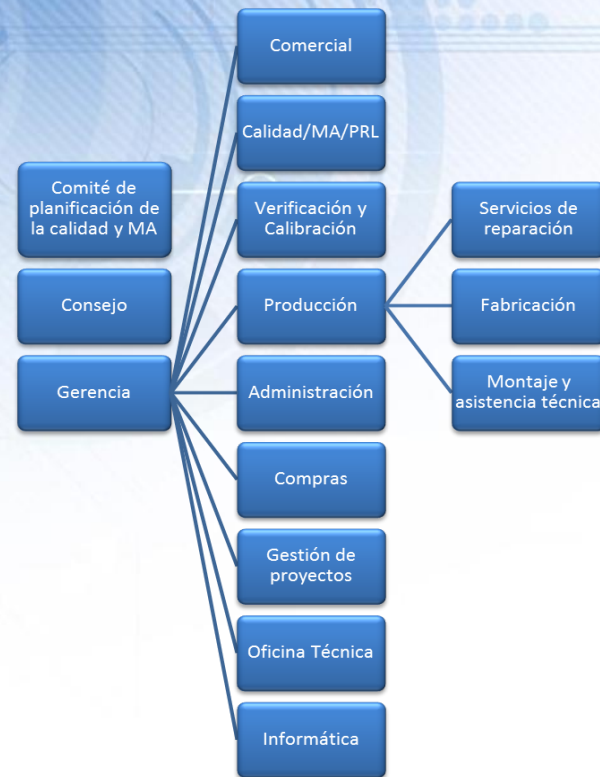 Comercial
Calidad/MA/PRL
Comité de
planificación de
la calidad y MA
Verificación y
Calibración
Servicios de
reparación
Consejo
Producción
Fabricación
Gerencia
Administración
Montaje y
asistencia técnica
Compras
Gestión de
proyectos
Oficina Técnica
Informática